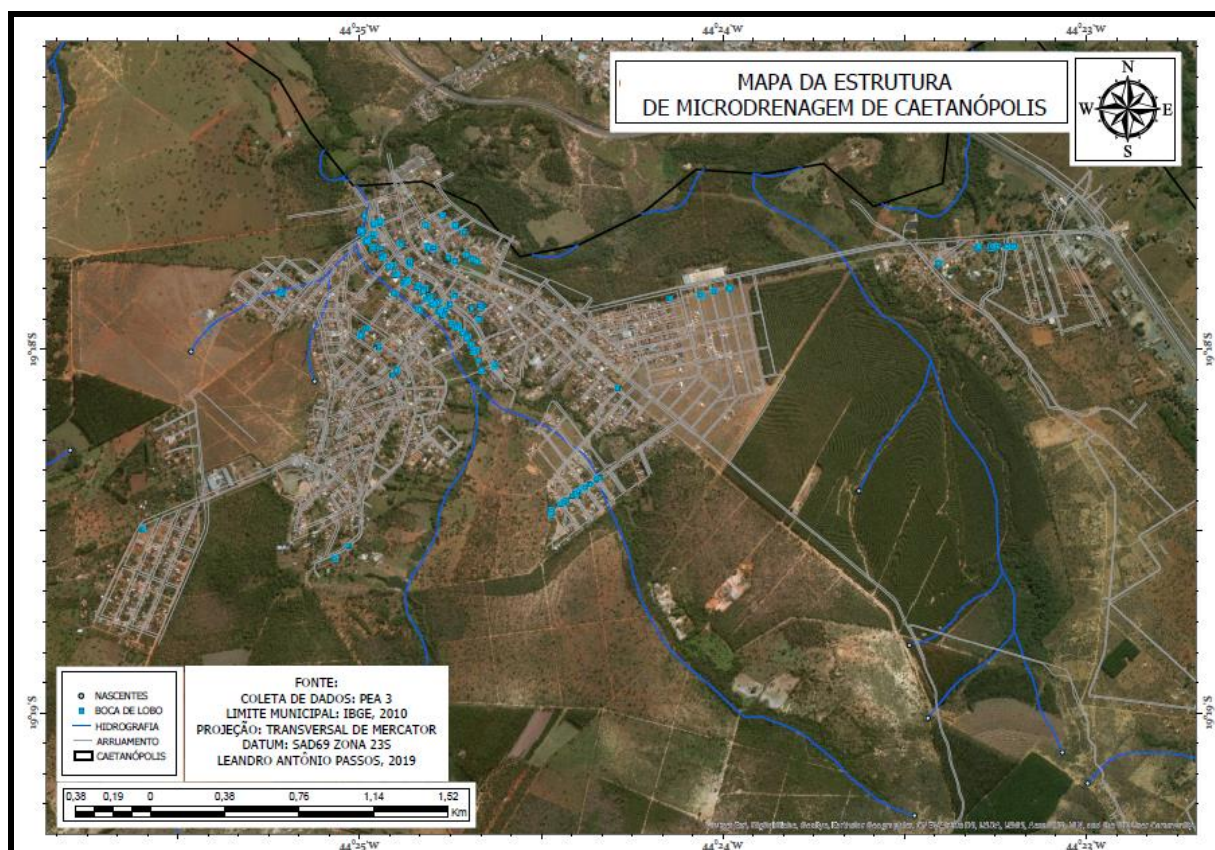 44°25'W
44°24'W
44°23'W
MAPA DA ESTRUTURA
DE MICRODRENAGEM DE CAETANÓPOLIS
N
W
E
S
19°18'S
19°18'S
NASCENTES
BOCA DE LOBO
HIDROGRAFIA
ARRUAMENTO
CAETANÓPOLIS
FONTE:
COLETA DE DADOS: PEA 3
LIMITE MUNICIPAL: IBGE, 2010
PROJEÇÃO: TRANSVERSAL DE MERCATOR
DATUM: SAD69 ZONA 23S
LEANDRO ANTÔNIO PASSOS, 2019
19°19'S
19°19'S
0,38 0,19 0 0,38 0,76 1,14 1,52
Km
44°25'W
44°24'W